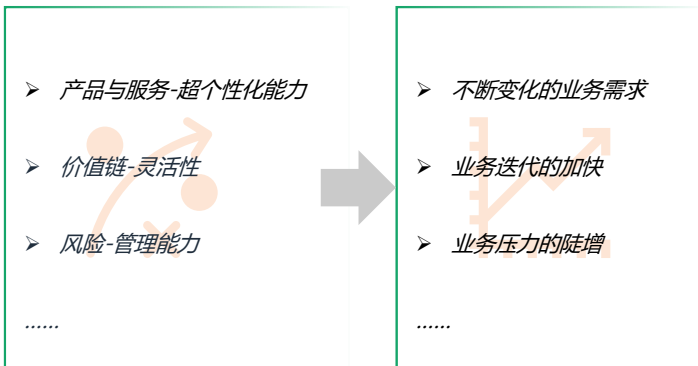 产品与服务-超个性化能力
价值链-灵活性
风险-管理能力
……
不断变化的业务需求
业务迭代的加快
业务压力的陡增
……